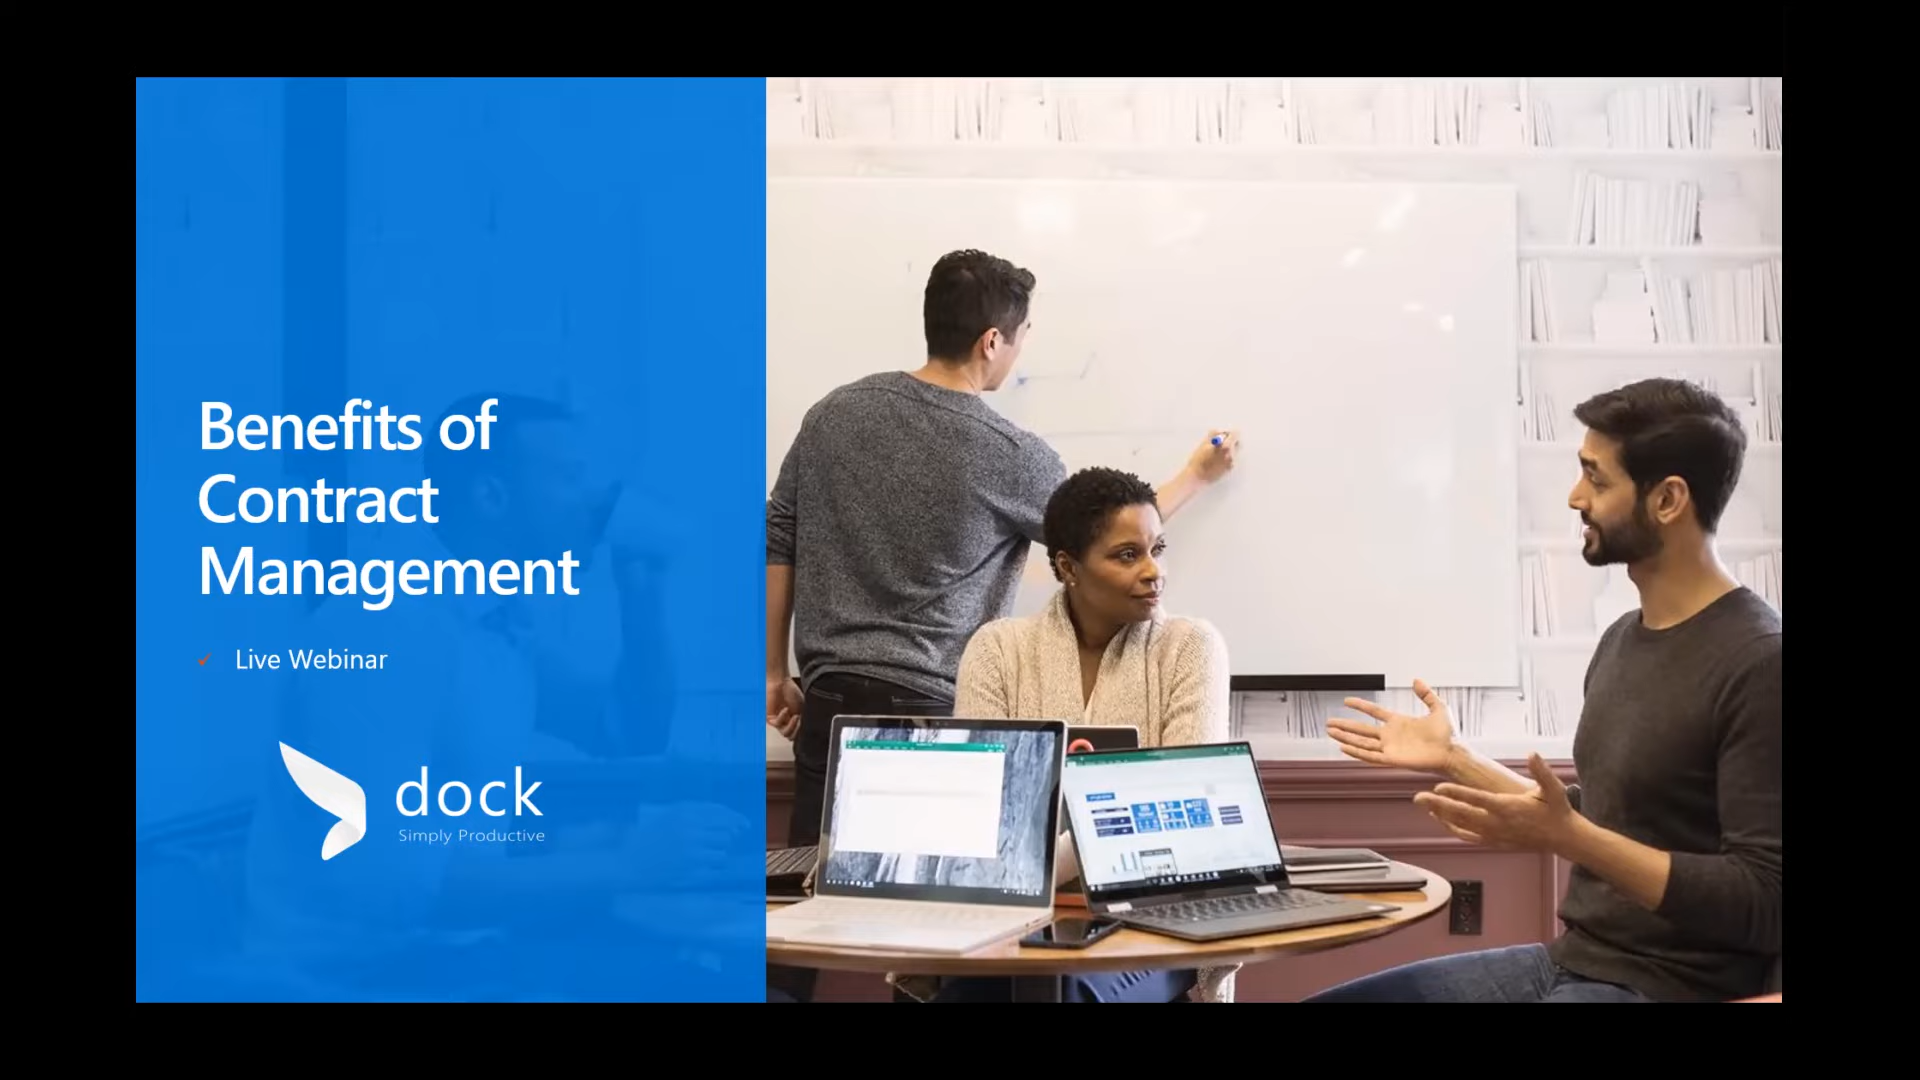 Benefits of
Contract
Management
✓ Live Webinar
dock
Simply Productive